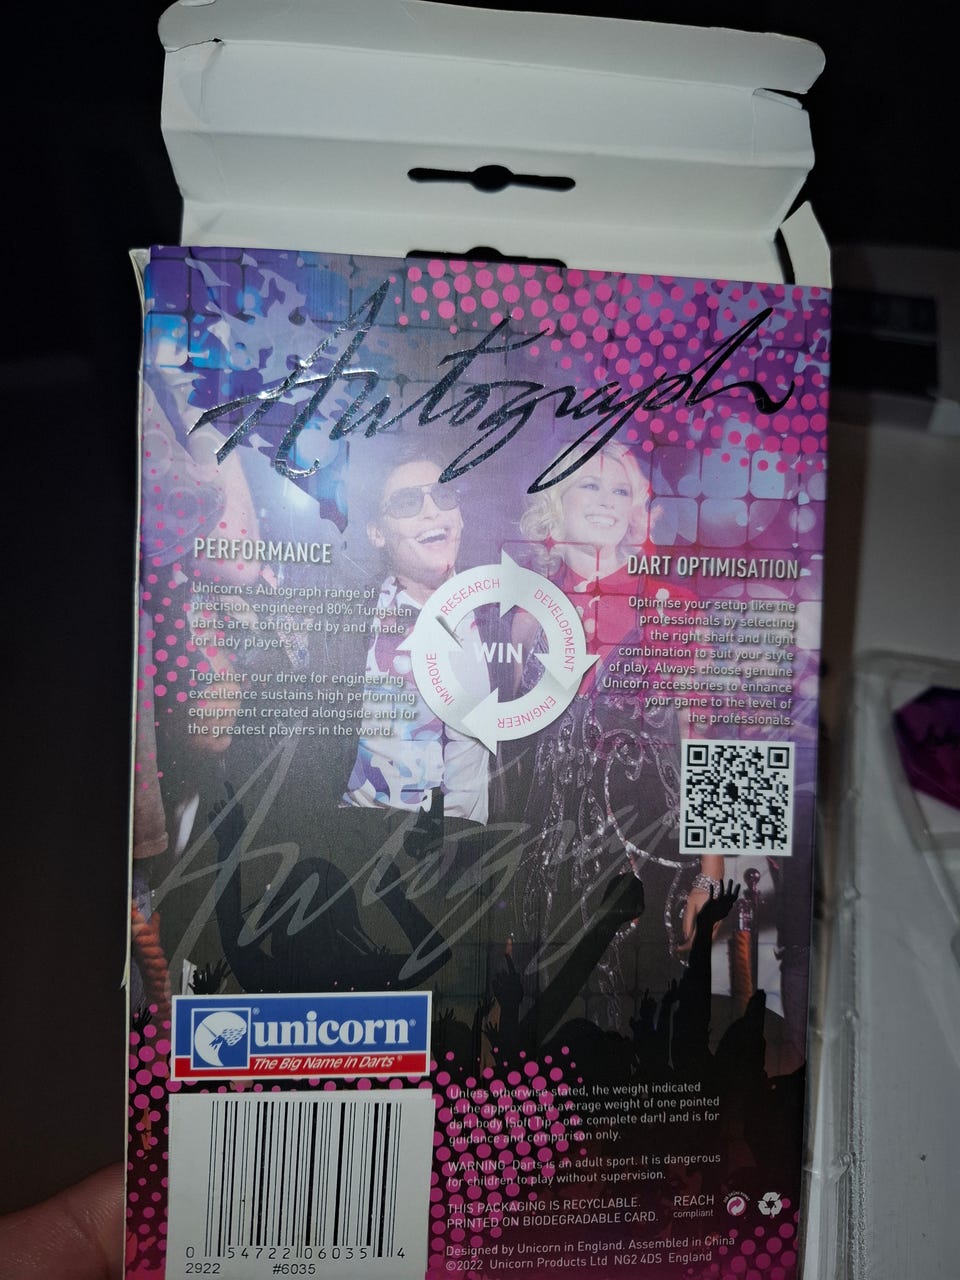 Autograph
PERFORMANCE
Unicorn's Autograph range of
precision engineered 80% Tungsten
darts are configured by and made
for lady players.
Together our drive for engineering
excellence sustains high performing
equipment created alongside and for
the greatest players in the world.
RESEARCH
DEVELOPMENT
ENGINEER
IMPROVE
WIN
DART OPTIMISATION
Optimise your setup like the
professionals by selecting
the right shaft and flight
combination to suit your style
of play. Always choose genuine
Unicorn accessories to enhance
your game to the level of
the professionals.
Autograph
unicorn®
The Big Name in Darts®
Unless otherwise stated, the weight indicated
is the approximate average weight of one pointed
dart body (Soft Tip - one complete dart) and is for
guidance and comparison only.
WARNING. Darts is an adult sport. It is dangerous
for children to play without supervision.
THIS PACKAGING IS RECYCLABLE.
PRINTED ON BIODEGRADABLE CARD.
REACH
compliant
Designed by Unicorn in England. Assembled in China
©2022 Unicorn Products Ltd NG2 4DS England
0 54722 06035 4
2922 #6035